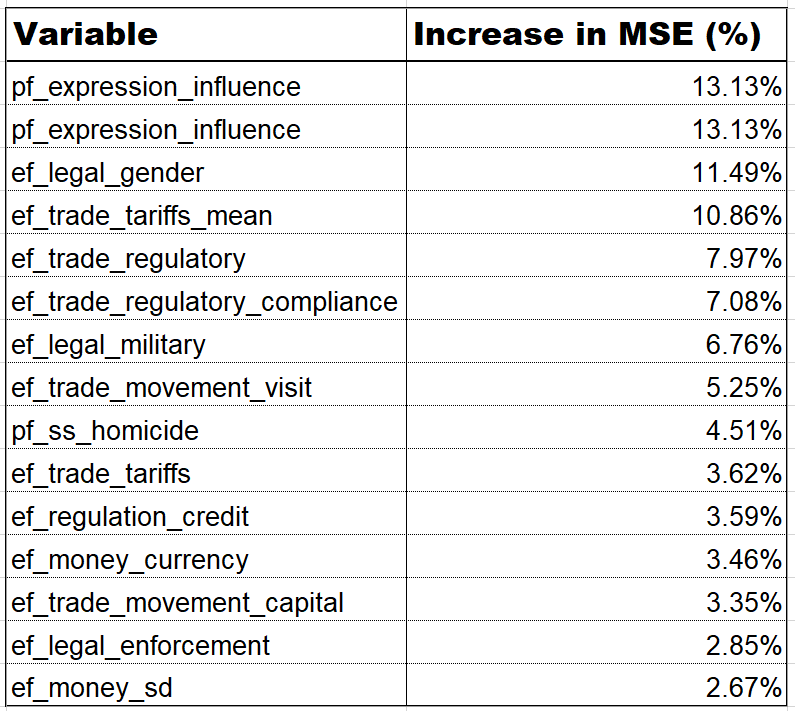 Variable Increase in MSE (%)
pf_expression_influence 13.13%
pf_expression_influence 13.13%
ef_legal_gender 11.49%
ef_trade_tariffs_mean 10.86%
ef_trade_regulatory 7.97%
ef_trade_regulatory_compliance 7.08%
ef_legal_military 6.76%
ef_trade_movement_visit 5.25%
pf_ss_homicide 4.51%
ef_trade_tariffs 3.62%
ef_regulation_credit 3.59%
ef_money_currency 3.46%
ef_trade_movement_capital 3.35%
ef_legal_enforcement 2.85%
ef_money_sd 2.67%